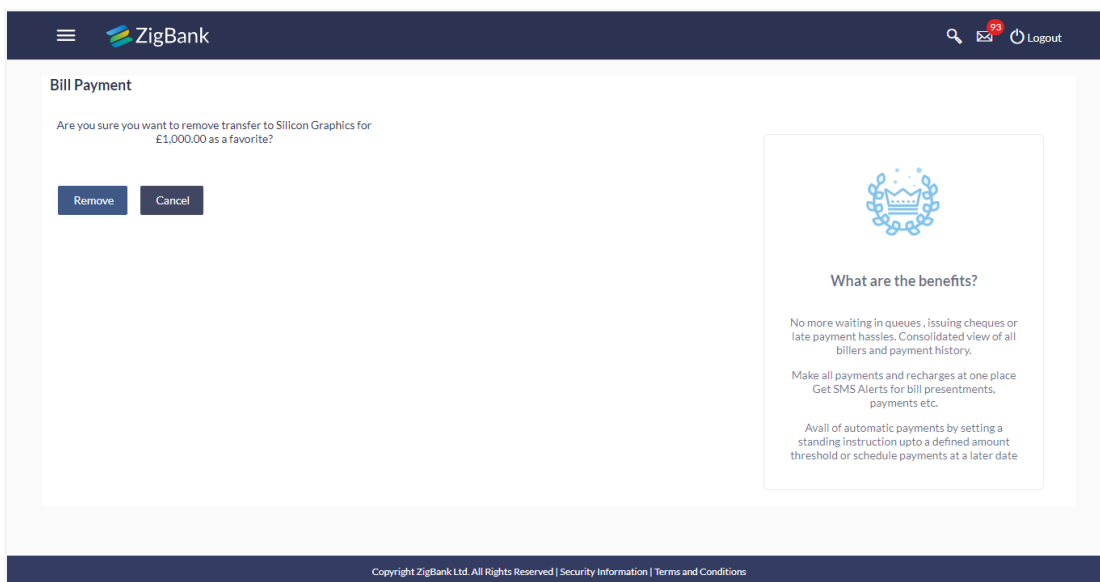 ZigBank
93
Logout
Bill Payment
Are you sure you want to remove transfer to Silicon Graphics for
£1,000.00 as a favorite?
Remove
Cancel
What are the benefits?
No more waiting in queues , issuing cheques or
late payment hassles. Consolidated view of all
billers and payment history.
Make all payments and recharges at one place
Get SMS Alerts for bill presentments,
payments etc.
Avail of automatic payments by setting a
standing instruction upto a defined amount
threshold or schedule payments at a later date
Copyright ZigBank Ltd. All Rights Reserved | Security Information | Terms and Conditions